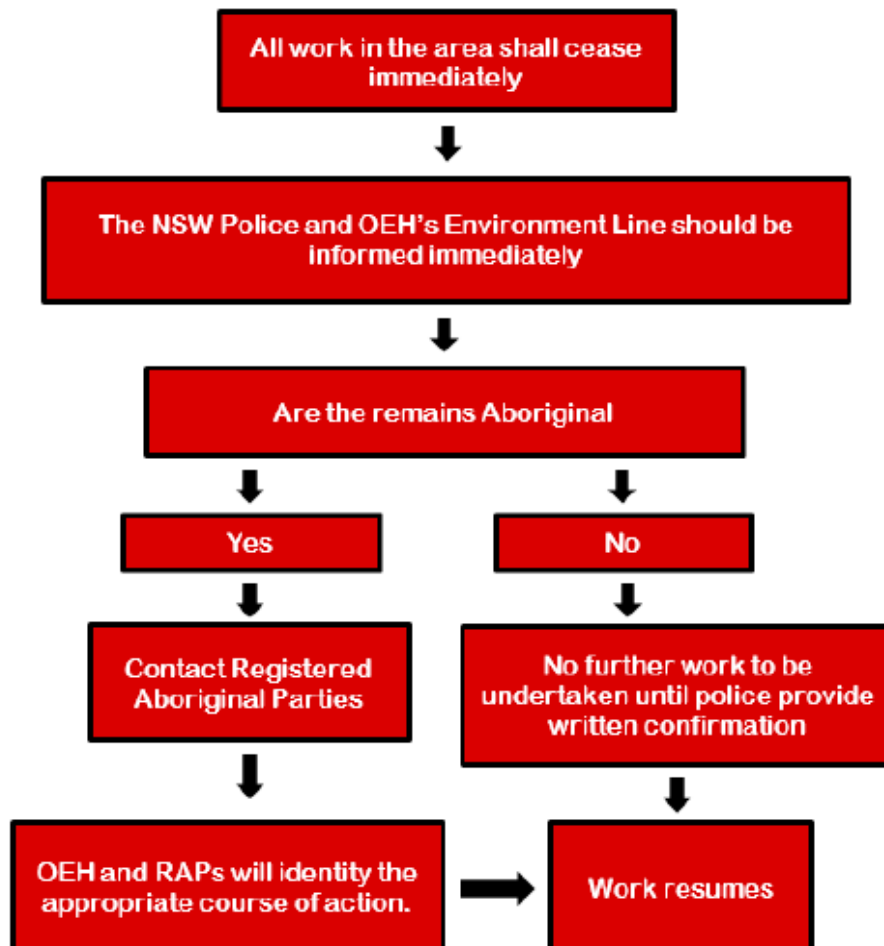 All work in the area shall cease
immediately
The NSW Police and OEH's Environment Line should be
informed immediately
Are the remains Aboriginal
Yes
No
Contact Registered
Aboriginal Parties
No further work to be
undertaken until police provide
written confirmation
OEH and RAPs will identity the
appropriate course of action.
Work resumes